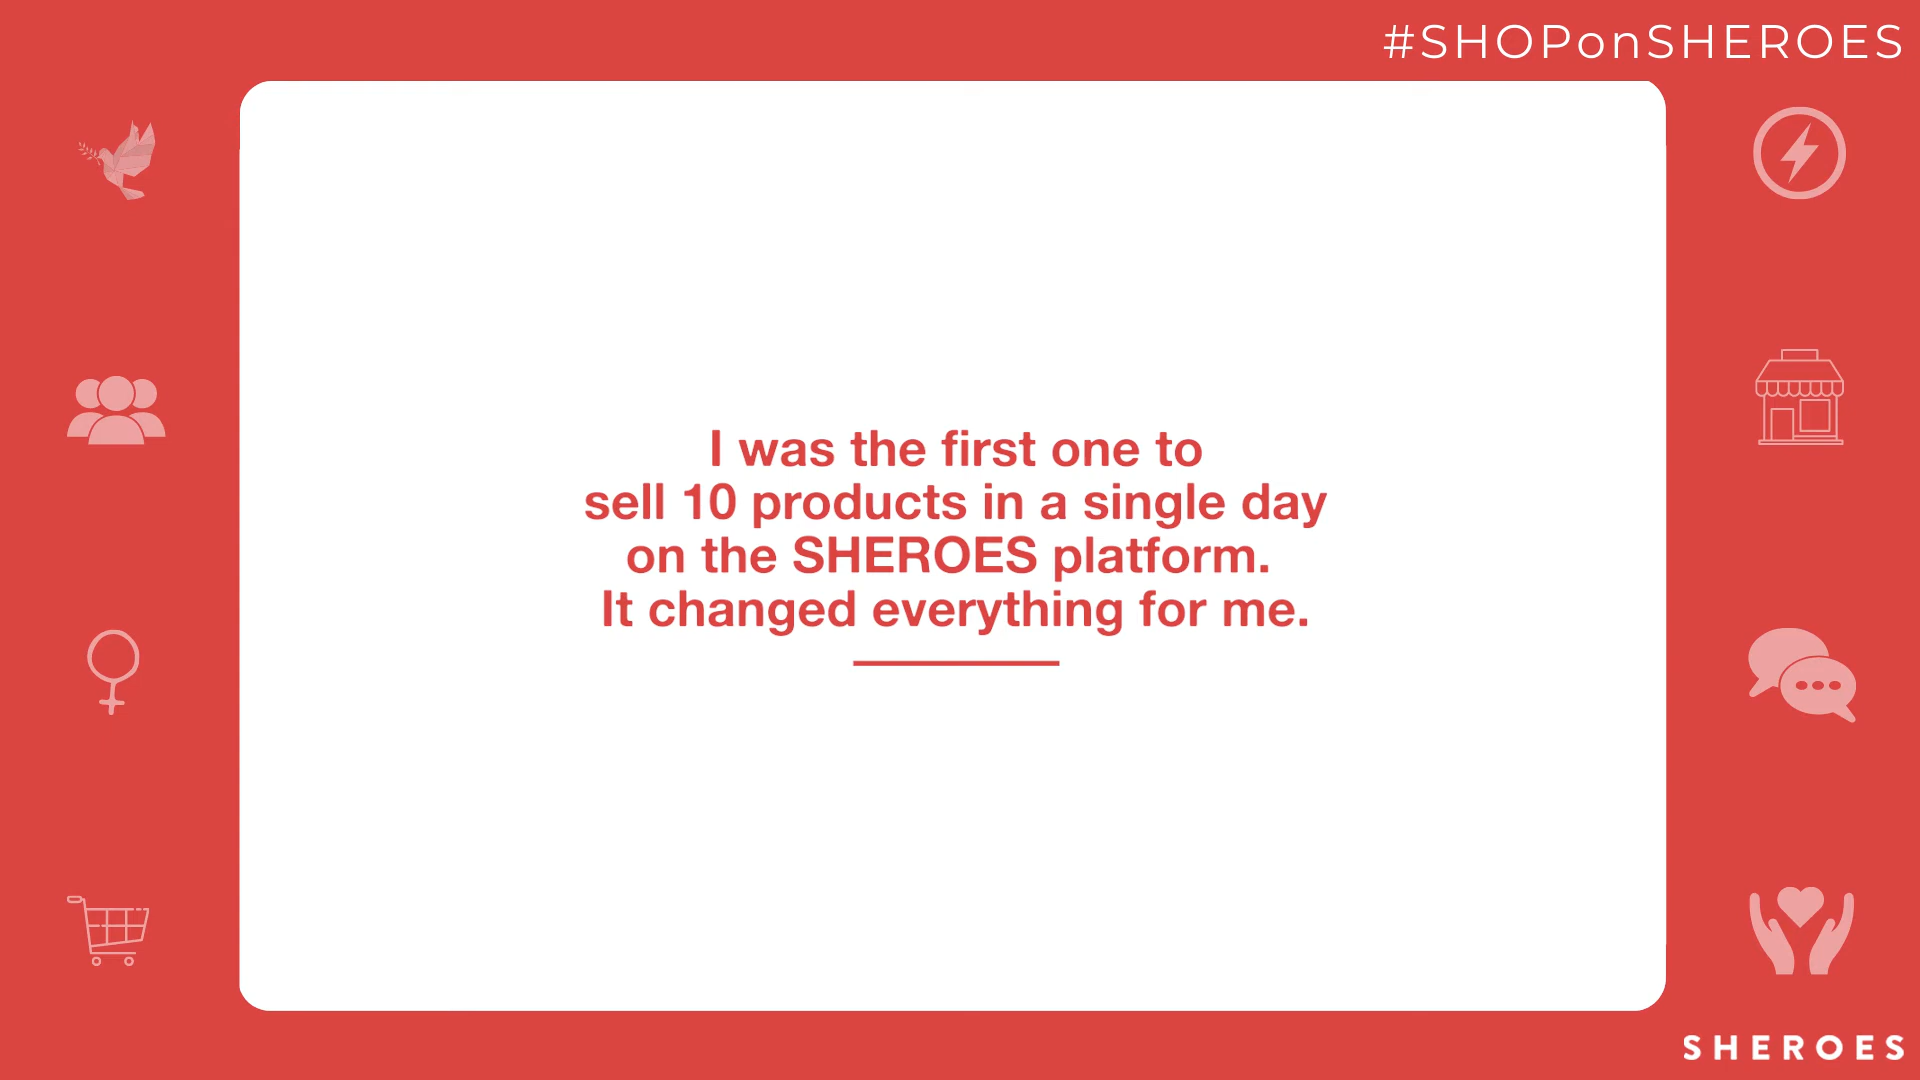 #SHOPonSHEROES
I was the first one to
sell 10 products in a single day
on the SHEROES platform.
It changed everything for me.
SHEROES